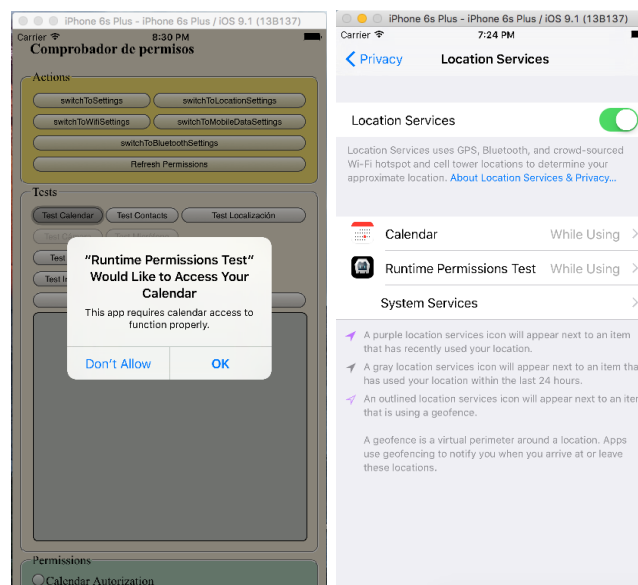 iPhone 6s Plus - iPhone 6s Plus / iOS 9.1 (13B137)
Carrier 8:30 PM
Comprobador de permisos
Actions
switchToSettings switchToLocationSettings
switchToWifiSettings switchToMobileDataSettings
switchToBluetoothSettings
Refresh Permissions
Tests
Test Calendar Test Contacts Test Localización
Test
Test
"Runtime Permissions Test"
Would Like to Access Your
Calendar
This app requires calendar access to
function properly.
Don't Allow OK
Permissions
Calendar Autorization
iPhone 6s Plus - iPhone 6s Plus / iOS 9.1 (13B137)
Carrier 7:24 PM
Privacy Location Services
Location Services
Location Services uses GPS, Bluetooth, and crowd-sourced
Wi-Fi hotspot and cell tower locations to determine your
approximate location. About Location Services & Privacy...
Calendar While Using
Runtime Permissions Test While Using
System Services
A purple location services icon will appear next to an item
that has recently used your location.
A gray location services icon will appear next to an item tha
has used your location within the last 24 hours.
An outlined location services icon will appear next to an iter
that is using a geofence.
A geofence is a virtual perimeter around a location. Apps
use geofencing to notify you when you arrive at or leave
these locations.